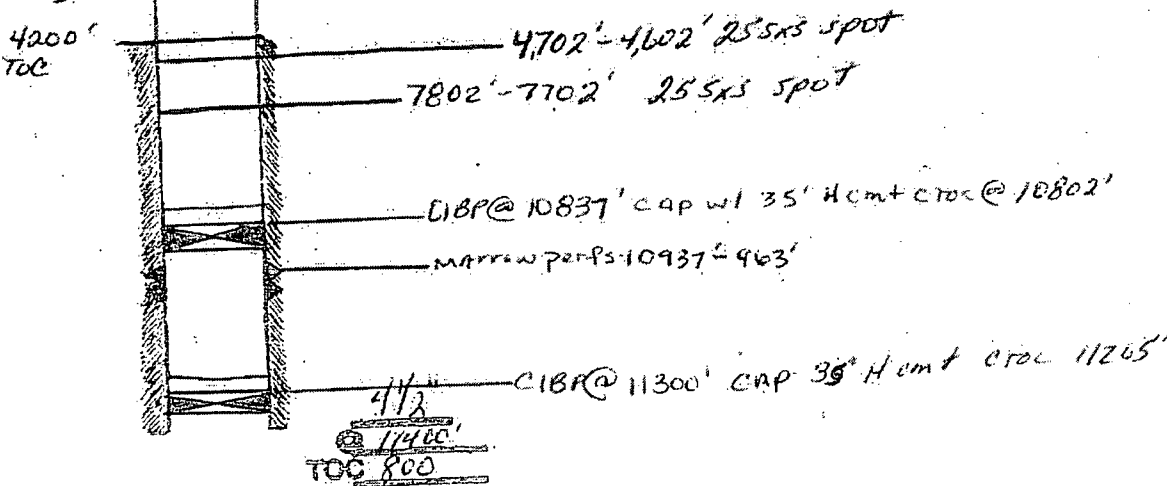 4200'
TOC
4,702'-4,602' 25sxs spot
7802'-7702' 25sxs spot
CIBP@ 10837' CAP w/ 35' H cmt CTOC @ 10802'
Morrow perfs 10937'-963'
CIBP@ 11300' CAP 35' H cmt CTOC 11265'
4 1/2"
@ 11400'
TOC 800